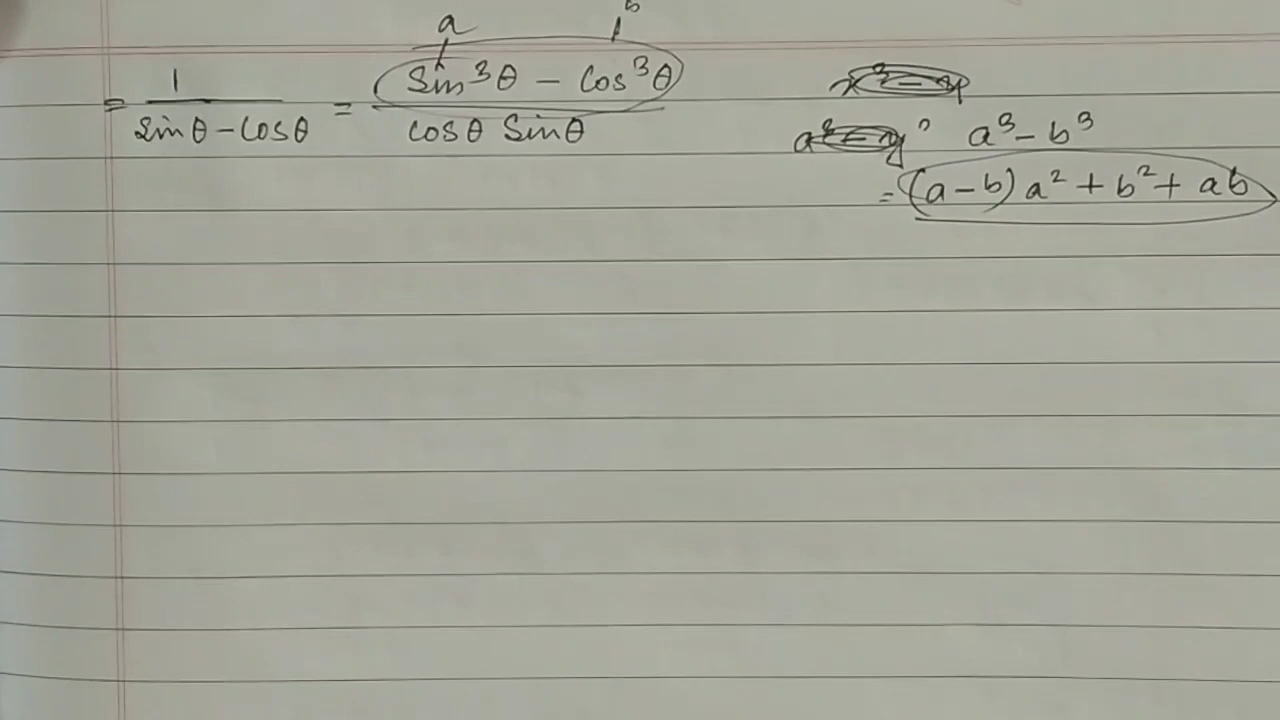 a b
= 1 / sinθ - cosθ = sin³θ - cos³θ / cosθ sinθ
a³ - b³
= (a - b) a² + b² + ab